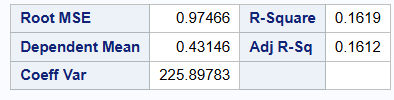 Root MSE 0.97466 R-Square 0.1619
Dependent Mean 0.43146 Adj R-Sq 0.1612
Coeff Var 225.89783